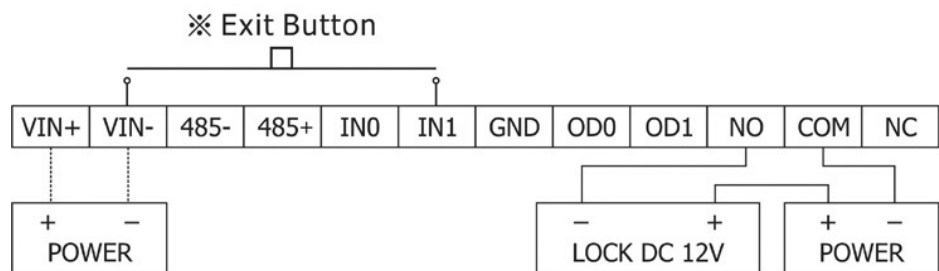 ※ Exit Button
VIN+ VIN- 485- 485+ IN0 IN1 GND OD0 OD1 NO COM NC
+ − − + + −
POWER LOCK DC 12V POWER